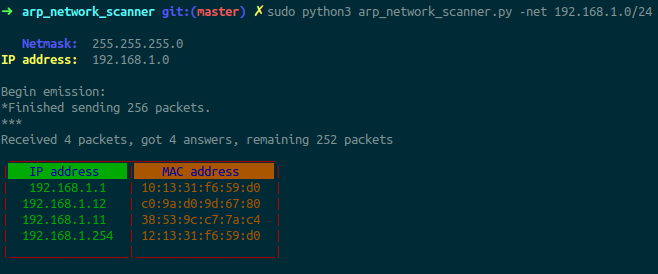 ➜ arp_network_scanner git:(master) ✗ sudo python3 arp_network_scanner.py -net 192.168.1.0/24
Netmask: 255.255.255.0
IP address: 192.168.1.0
Begin emission:
*Finished sending 256 packets.
***
Received 4 packets, got 4 answers, remaining 252 packets
| IP address | MAC address |
| 192.168.1.1 | 10:13:31:f6:59:d0 |
| 192.168.1.12 | c0:9a:d0:9d:67:80 |
| 192.168.1.11 | 38:53:9c:c7:7a:c4 |
| 192.168.1.254 | 12:13:31:f6:59:d0 |